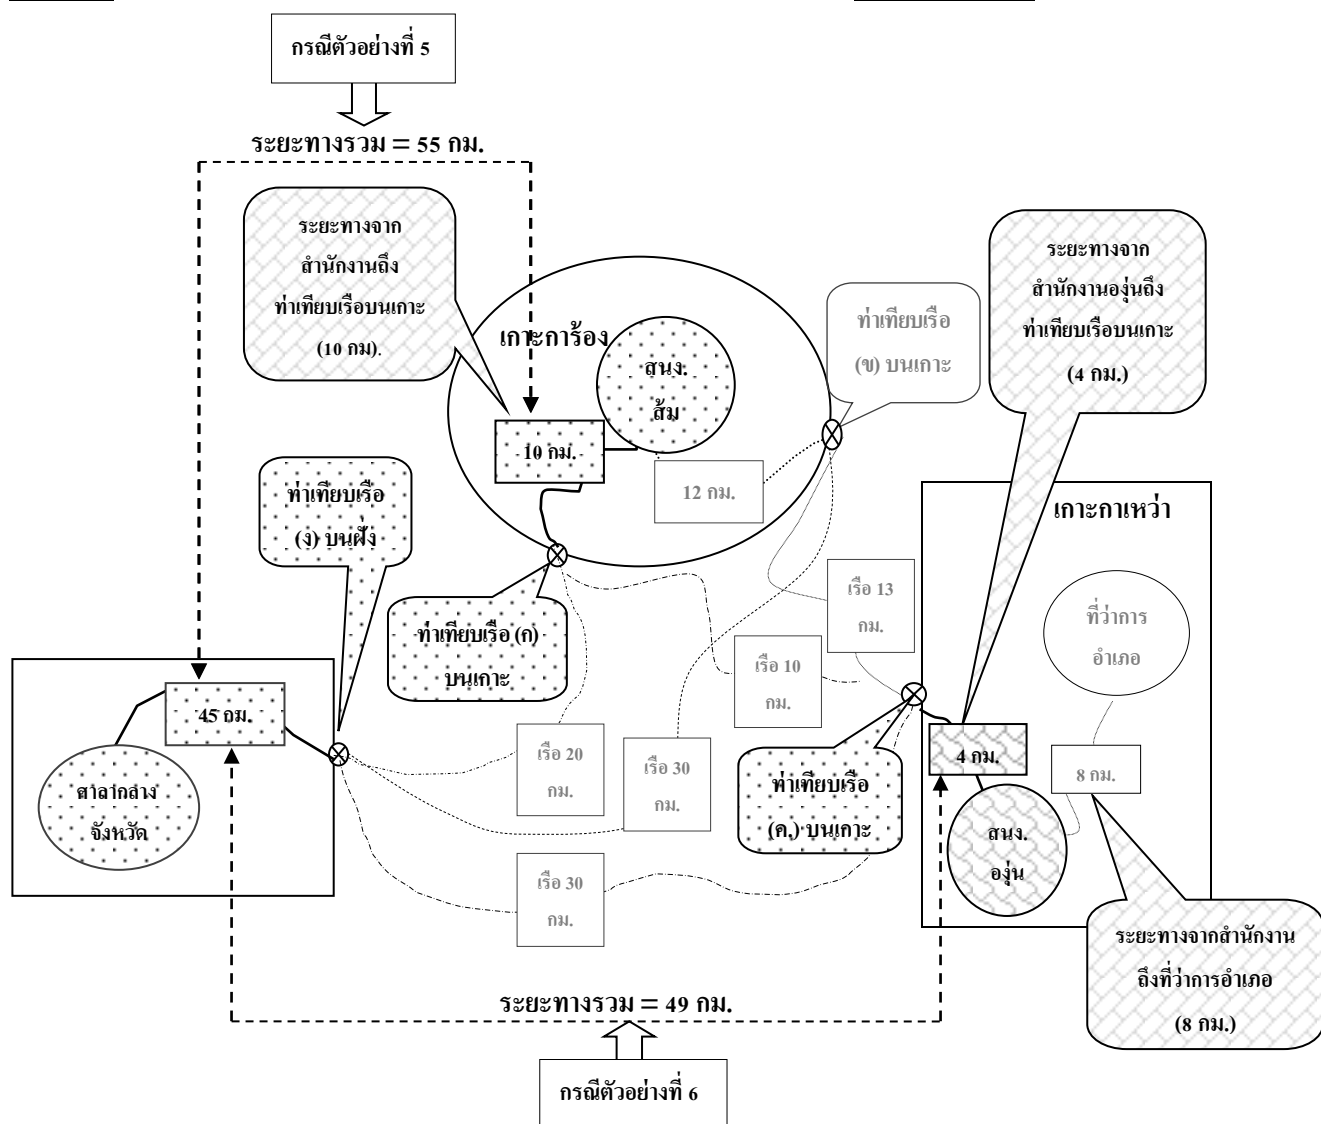 กรณีตัวอย่างที่ 5
ระยะทางรวม = 55 กม.
ระยะทางจาก
สำนักงานถึง
ท่าเทียบเรือบนเกาะ
(10 กม).
ระยะทางจาก
สำนักงานองุ่นถึง
ท่าเทียบเรือบนเกาะ
(4 กม.)
เกาะการ้อง
สนง.
ส้ม
ท่าเทียบเรือ
(ข) บนเกาะ
10 กม.
12 กม.
ท่าเทียบเรือ
(ง) บนฝั่ง
เกาะกาเหว่า
ท่าเทียบเรือ (ก)
บนเกาะ
เรือ 13
กม.
ที่ว่าการ
อำเภอ
เรือ 10
กม.
45 กม.
ศาลากลาง
จังหวัด
เรือ 20
กม.
เรือ 30
กม.
ท่าเทียบเรือ
(ค.) บนเกาะ
4 กม.
8 กม.
สนง.
องุ่น
เรือ 30
กม.
ระยะทางจากสำนักงาน
ถึงที่ว่าการอำเภอ
(8 กม.)
ระยะทางรวม = 49 กม.
กรณีตัวอย่างที่ 6